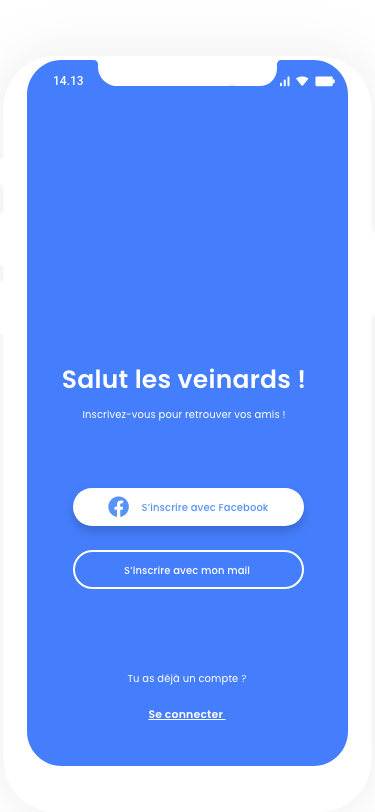 14.13
Salut les veinards !
Inscrivez-vous pour retrouver vos amis !
S'inscrire avec Facebook
S'inscrire avec mon mail
Tu as déjà un compte ?
Se connecter